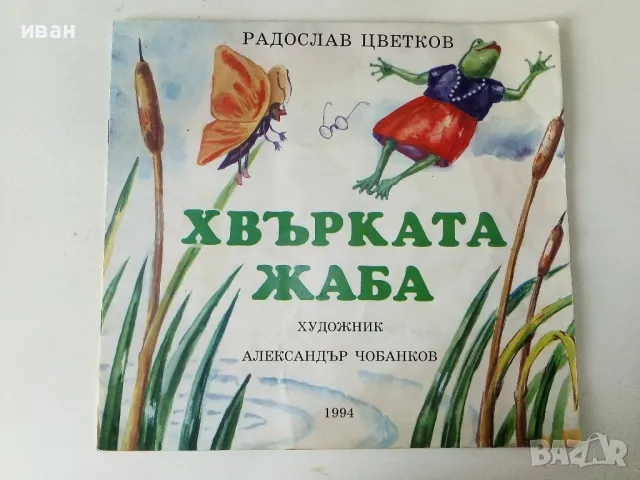 иван
РАДОСЛАВ ЦВЕТКОВ
ХВЪРКАТА
ЖАБА
ХУДОЖНИК
АЛЕКСАНДЪР ЧОБАНКОВ
1994
BAZAR